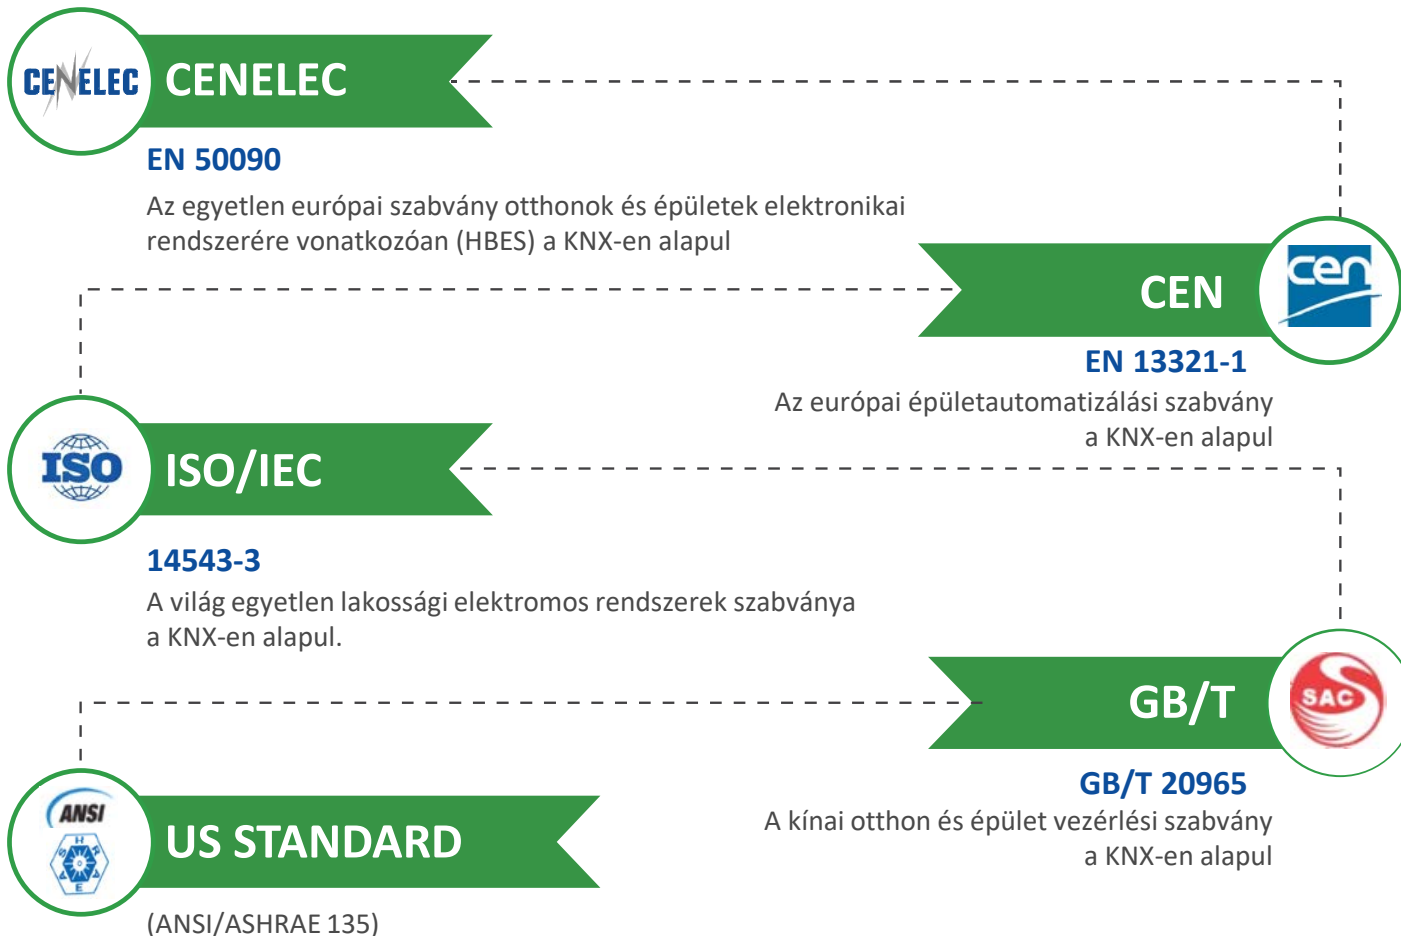 CENELEC
CENELEC
EN 50090
Az egyetlen európai szabvány otthonok és épületek elektronikai
rendszerére vonatkozóan (HBES) a KNX-en alapul
CEN
cen
EN 13321-1
Az európai épületautomatizálási szabvány
a KNX-en alapul
ISO
ISO/IEC
14543-3
A világ egyetlen lakossági elektromos rendszerek szabványa
a KNX-en alapul.
GB/T
SAC
GB/T 20965
A kínai otthon és épület vezérlési szabvány
a KNX-en alapul
ANSI
ASHRAE
US STANDARD
(ANSI/ASHRAE 135)